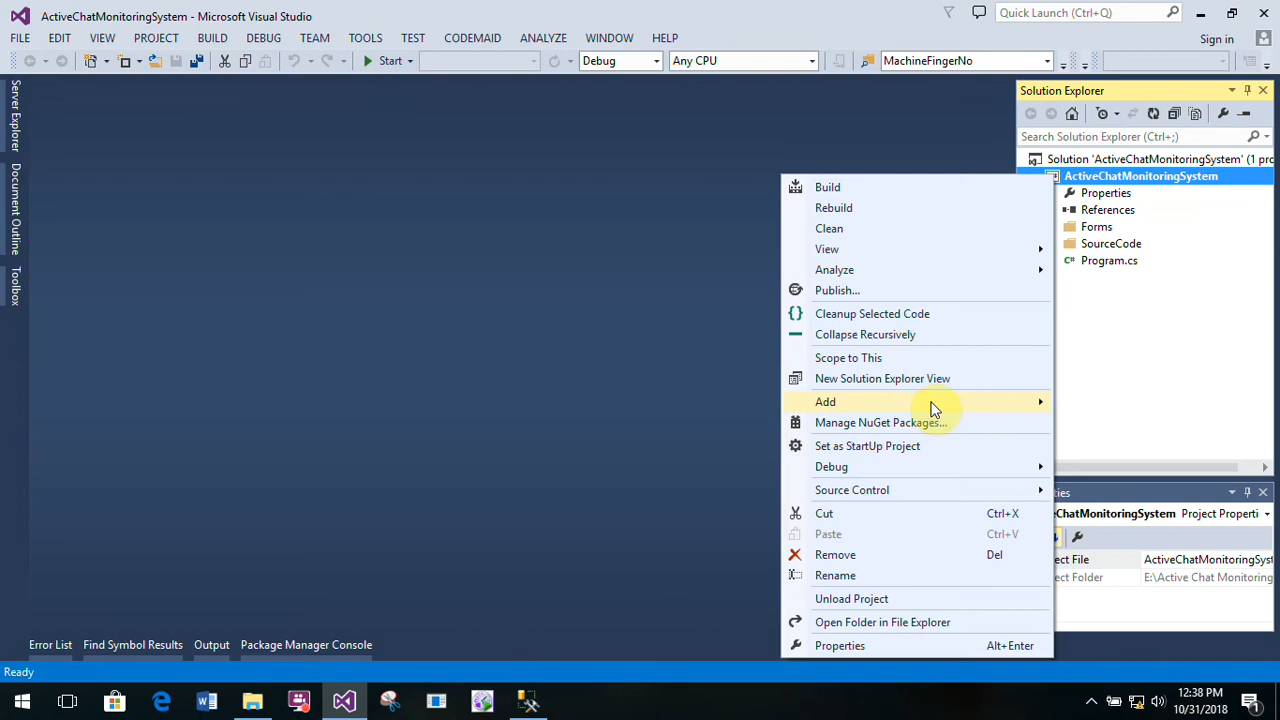 ActiveChatMonitoringSystem - Microsoft Visual Studio
Quick Launch (Ctrl+Q)
FILE EDIT VIEW PROJECT BUILD DEBUG TEAM TOOLS TEST CODEMAID ANALYZE WINDOW HELP
Sign in
Start Debug Any CPU MachineFingerNo
Server Explorer
Document Outline
Toolbox
Solution Explorer
Search Solution Explorer (Ctrl+;)
Solution 'ActiveChatMonitoringSystem' (1 pro
ActiveChatMonitoringSystem
Properties
References
Forms
SourceCode
C# Program.cs
Build
Rebuild
Clean
View
Analyze
Publish...
Cleanup Selected Code
Collapse Recursively
Scope to This
New Solution Explorer View
Add
Manage NuGet Packages...
Set as StartUp Project
Debug
Source Control
Cut Ctrl+X
Paste Ctrl+V
Remove Del
Rename
Unload Project
Open Folder in File Explorer
Properties Alt+Enter
ties
eChatMonitoringSystem Project Properti
ect File ActiveChatMonitoringSyst
ect Folder E:\Active Chat Monitoring
Error List Find Symbol Results Output Package Manager Console
Ready
12:38 PM
10/31/2018
1